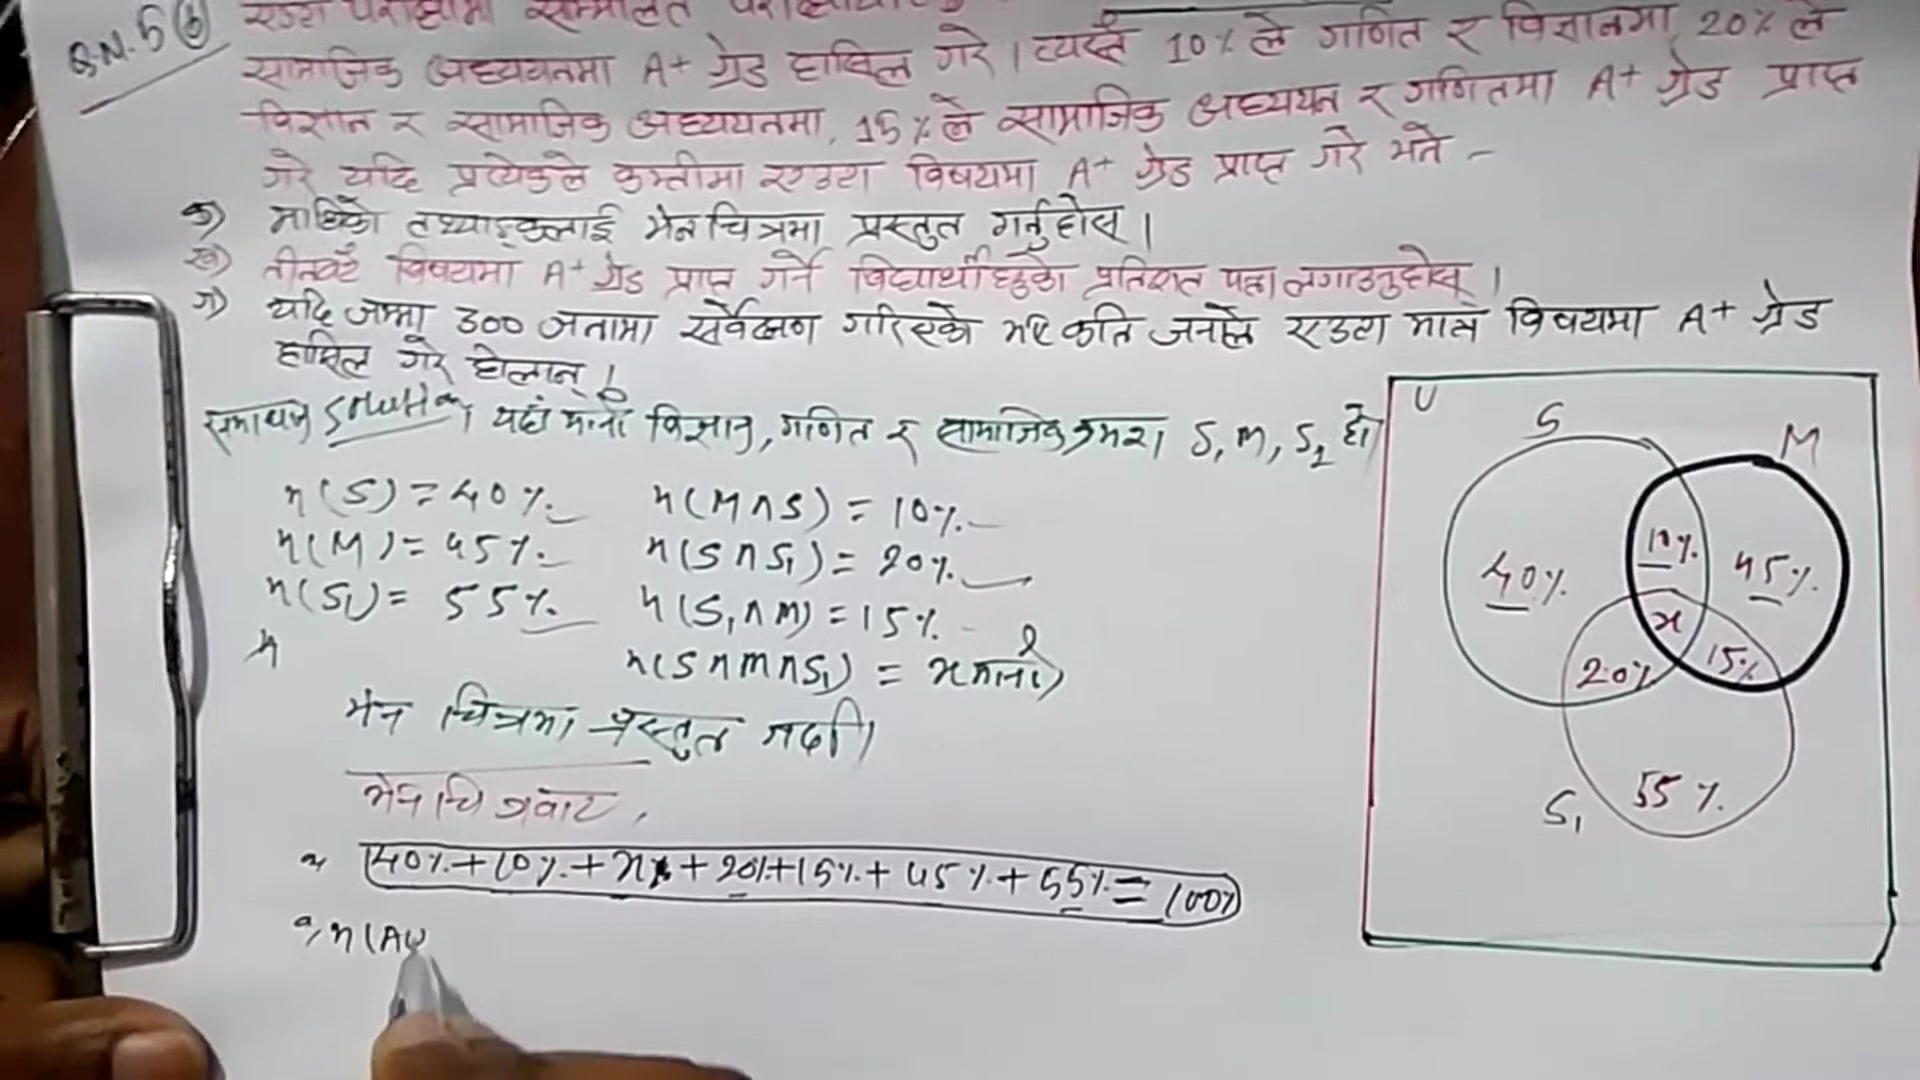 Q.N. 5 b
सामाजिक अध्ययनमा A+ ग्रेड हासिल गरे । त्यस्तै 10% ले गणित र विज्ञानमा, 20% ले
विज्ञान र सामाजिक अध्ययनमा, 15% ले सामाजिक अध्ययन र गणितमा A+ ग्रेड प्राप्त
गरे यदि प्रत्येकले कम्तीमा एउटा विषयमा A+ ग्रेड प्राप्त गरे भने -
क) माथिको तथ्याङ्कलाई भेनचित्रमा प्रस्तुत गर्नुहोस् ।
ख) तीनवटै विषयमा A+ ग्रेड प्राप्त गर्ने विद्यार्थीहरुको प्रतिशत पत्ता लगाउनुहोस् ।
ग) यदि जम्मा 300 जनामा सर्वेक्षण गरिएको भए कति जनाले एउटा मात्र विषयमा A+ ग्रेड
हासिल गरे होलान् ।
समाधान Solution, यहाँ मानौ विज्ञान, गणित र सामाजिक क्रमश S, M, S₁ हो
n(S) = 40% n(M∩S) = 10%
n(M) = 45% n(S∩S₁) = 20%
n(S₁) = 55% n(S₁∩M) = 15%
n n(S∩M∩S₁) = x मानौ
भेन चित्रमा प्रस्तुत गर्दा
भेनचित्रबाट,
40% + 10% + x + 20% + 15% + 45% + 55% = 100%
n(AU
U
S
M
10%
40%
45%
x
20%
15%
55%
S₁